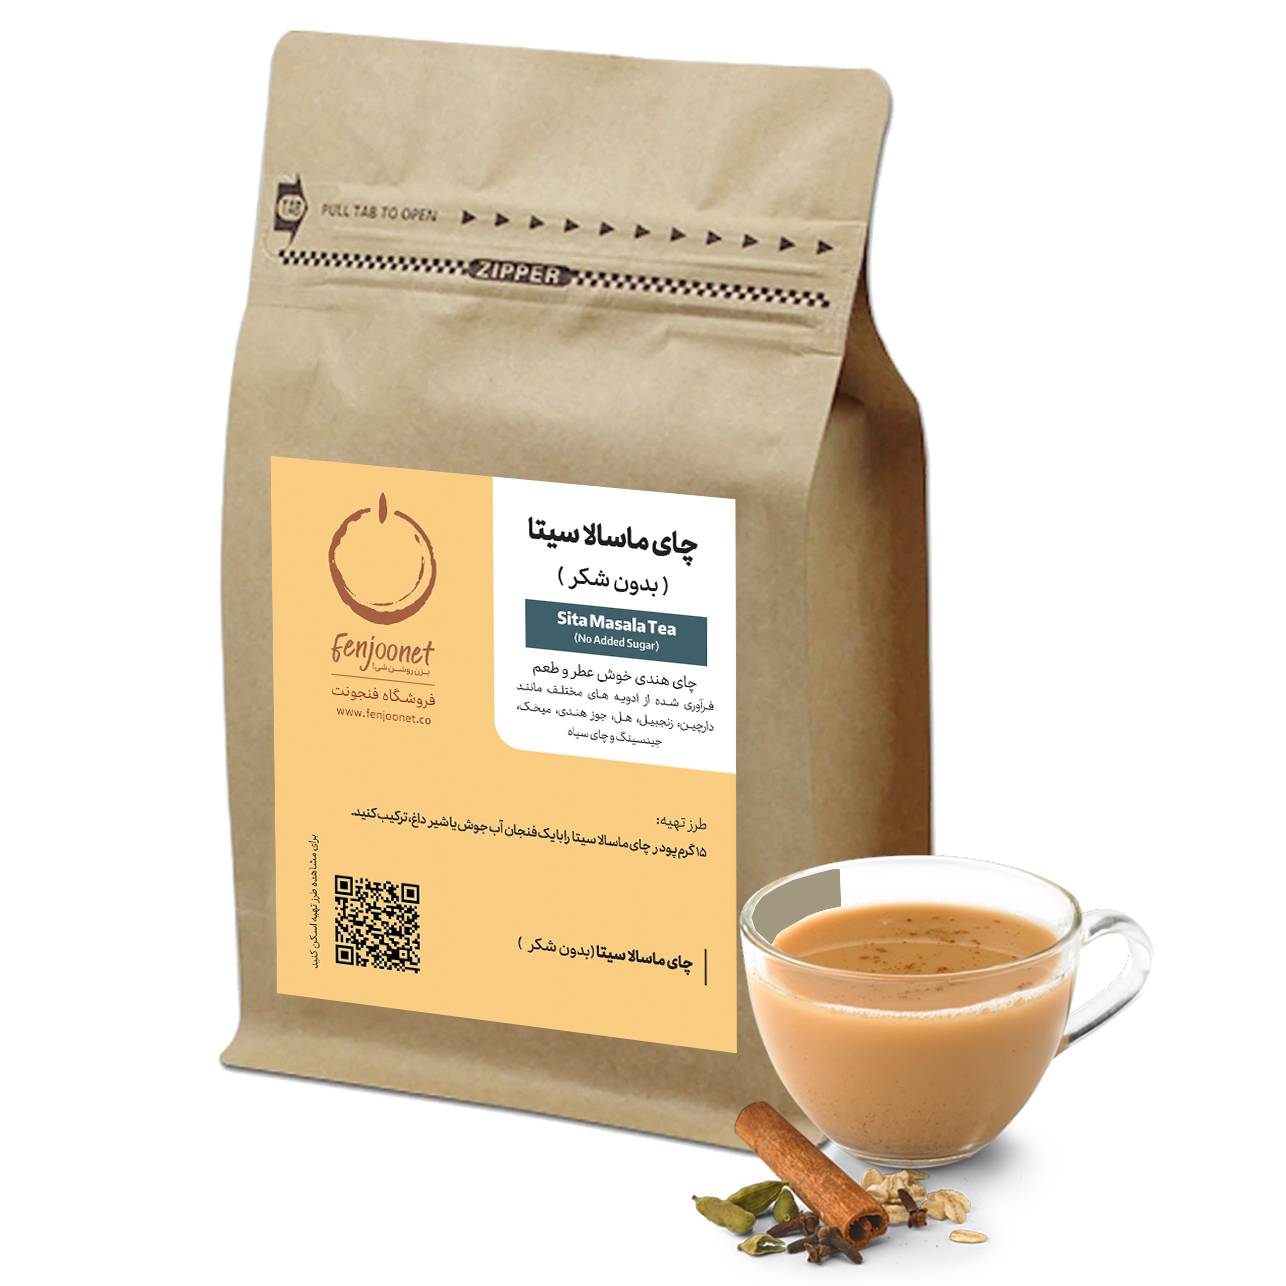 TAB
PULL TAB TO OPEN
ZIPPER
Fenjoonet
بزن روشن شی!
فروشگاه فنجونت
www.fenjoonet.co
چای ماسالا سیتا
( بدون شکر )
Sita Masala Tea
(No Added Sugar)
چای هندی خوش عطر و طعم
فرآوری شده از ادویه های مختلف مانند
دارچین، زنجبیل، هل، جوز هندی، میخک،
جینسینگ و چای سیاه
طرز تهیه:
۱۵ گرم پودر چای ماسالا سیتا را با یک فنجان آب جوش یا شیر داغ، ترکیب کنید.
برای مشاهده طرز تهیه اسکن کنید
چای ماسالا سیتا (بدون شکر )